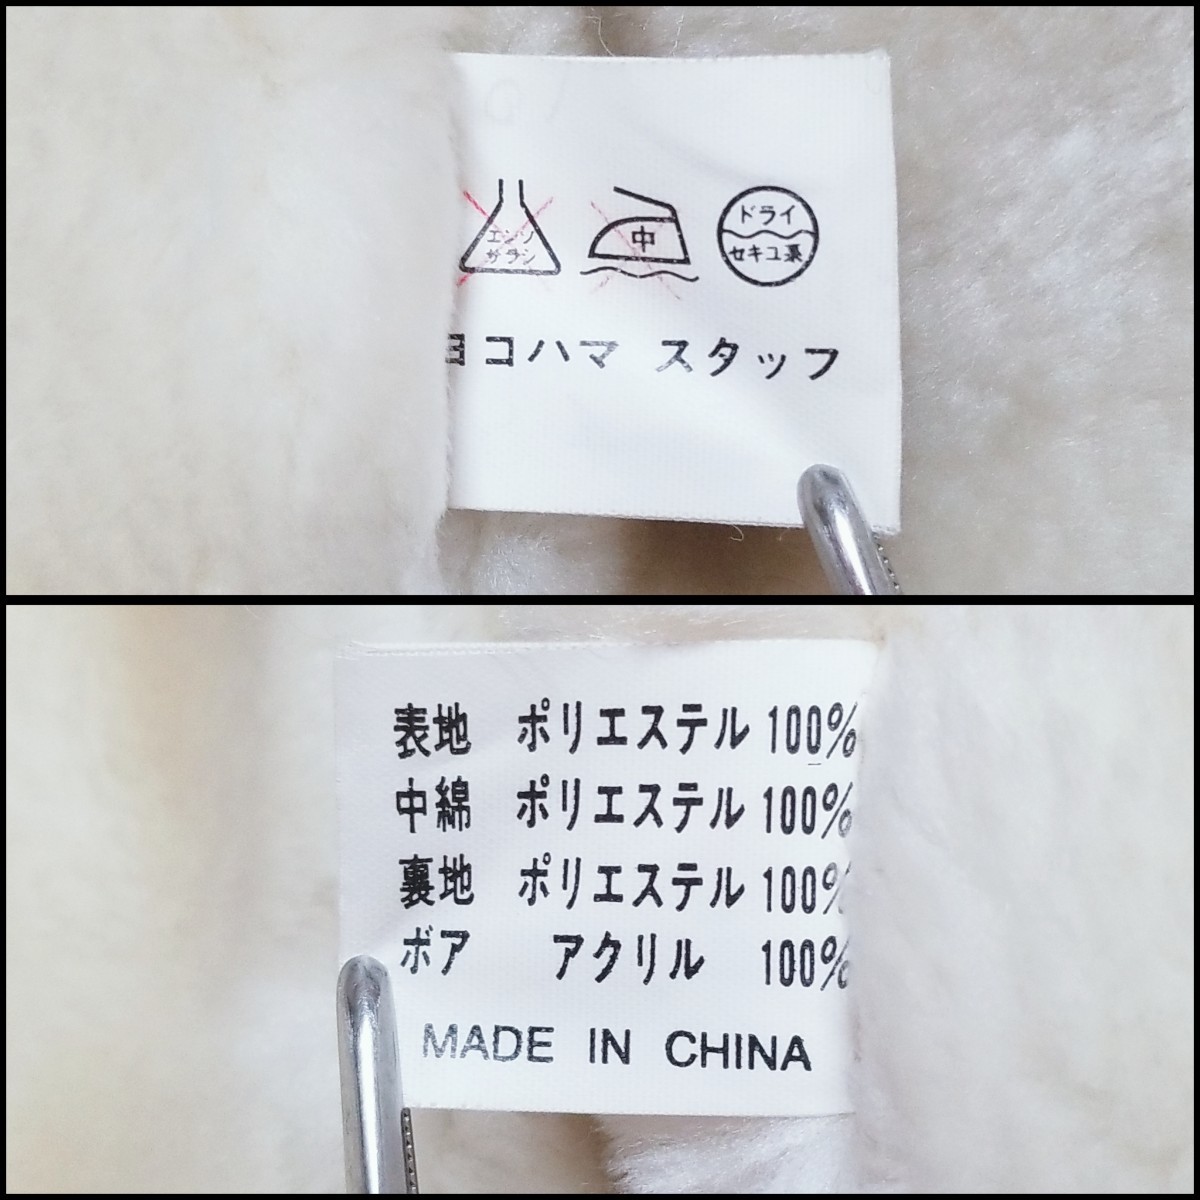 エンソ
サラシ
中
ドライ
セキユ系
ヨコハマ スタッフ
表地 ポリエステル 100%
中綿 ポリエステル 100%
裏地 ポリエステル 100%
ボア アクリル 100%
MADE IN CHINA